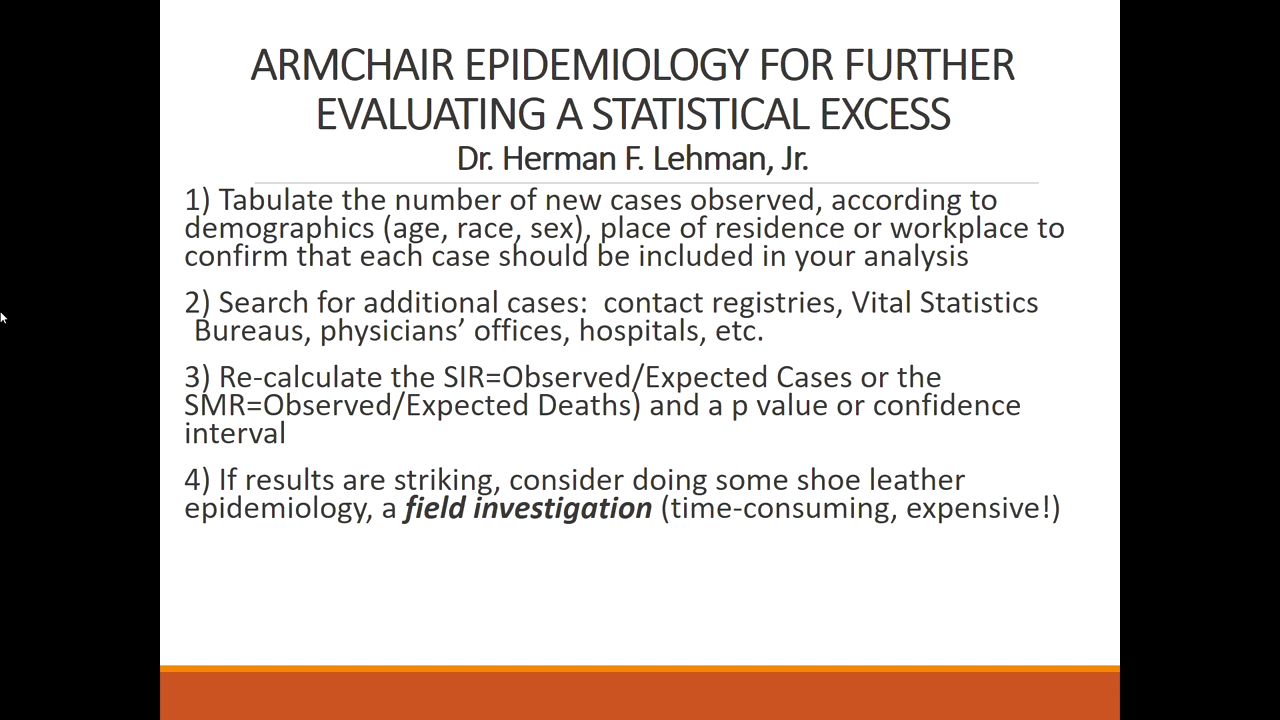 ARMCHAIR EPIDEMIOLOGY FOR FURTHER
EVALUATING A STATISTICAL EXCESS
Dr. Herman F. Lehman, Jr.
1) Tabulate the number of new cases observed, according to
demographics (age, race, sex), place of residence or workplace to
confirm that each case should be included in your analysis
2) Search for additional cases:  contact registries, Vital Statistics
Bureaus, physicians’ offices, hospitals, etc.
3) Re-calculate the SIR=Observed/Expected Cases or the
SMR=Observed/Expected Deaths) and a p value or confidence
interval
4) If results are striking, consider doing some shoe leather
epidemiology, a field investigation (time-consuming, expensive!)